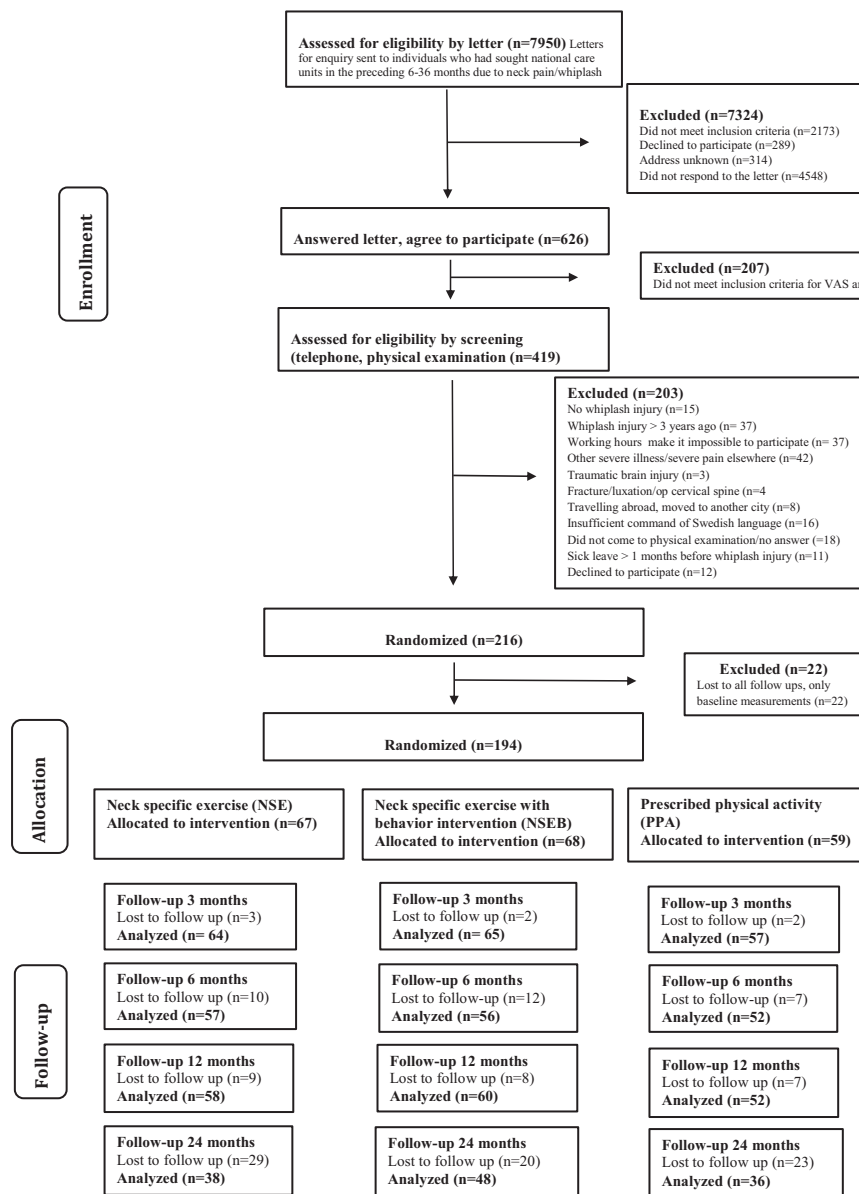 Assessed for eligibility by letter (n=7950) Letters
for enquiry sent to individuals who had sought national care
units in the preceding 6-36 months due to neck pain/whiplash
Excluded (n=7324)
Did not meet inclusion criteria (n=2173)
Declined to participate (n=289)
Address unknown (n=314)
Did not respond to the letter (n=4548)
Enrollment
Answered letter, agree to participate (n=626)
Excluded (n=207)
Did not meet inclusion criteria for VAS an
Assessed for eligibility by screening
(telephone, physical examination (n=419)
Excluded (n=203)
No whiplash injury (n=15)
Whiplash injury > 3 years ago (n= 37)
Working hours make it impossible to participate (n= 37)
Other severe illness/severe pain elsewhere (n=42)
Traumatic brain injury (n=3)
Fracture/luxation/op cervical spine (n=4
Travelling abroad, moved to another city (n=8)
Insufficient command of Swedish language (n=16)
Did not come to physical examination/no answer (=18)
Sick leave > 1 months before whiplash injury (n=11)
Declined to participate (n=12)
Randomized (n=216)
Excluded (n=22)
Lost to all follow ups, only
baseline measurements (n=22)
Randomized (n=194)
Allocation
Neck specific exercise (NSE)
Allocated to intervention (n=67)
Neck specific exercise with
behavior intervention (NSEB)
Allocated to intervention (n=68)
Prescribed physical activity
(PPA)
Allocated to intervention (n=59)
Follow-up
Follow-up 3 months
Lost to follow up (n=3)
Analyzed (n= 64)
Follow-up 3 months
Lost to follow up (n=2)
Analyzed (n= 65)
Follow-up 3 months
Lost to follow up (n=2)
Analyzed (n=57)
Follow-up 6 months
Lost to follow up (n=10)
Analyzed (n=57)
Follow-up 6 months
Lost to follow-up (n=12)
Analyzed (n=56)
Follow-up 6 months
Lost to follow-up (n=7)
Analyzed (n=52)
Follow-up 12 months
Lost to follow up (n=9)
Analyzed (n=58)
Follow-up 12 months
Lost to follow up (n=8)
Analyzed (n=60)
Follow-up 12 months
Lost to follow up (n=7)
Analyzed (n=52)
Follow-up 24 months
Lost to follow up (n=29)
Analyzed (n=38)
Follow-up 24 months
Lost to follow up (n=20)
Analyzed (n=48)
Follow-up 24 months
Lost to follow up (n=23)
Analyzed (n=36)